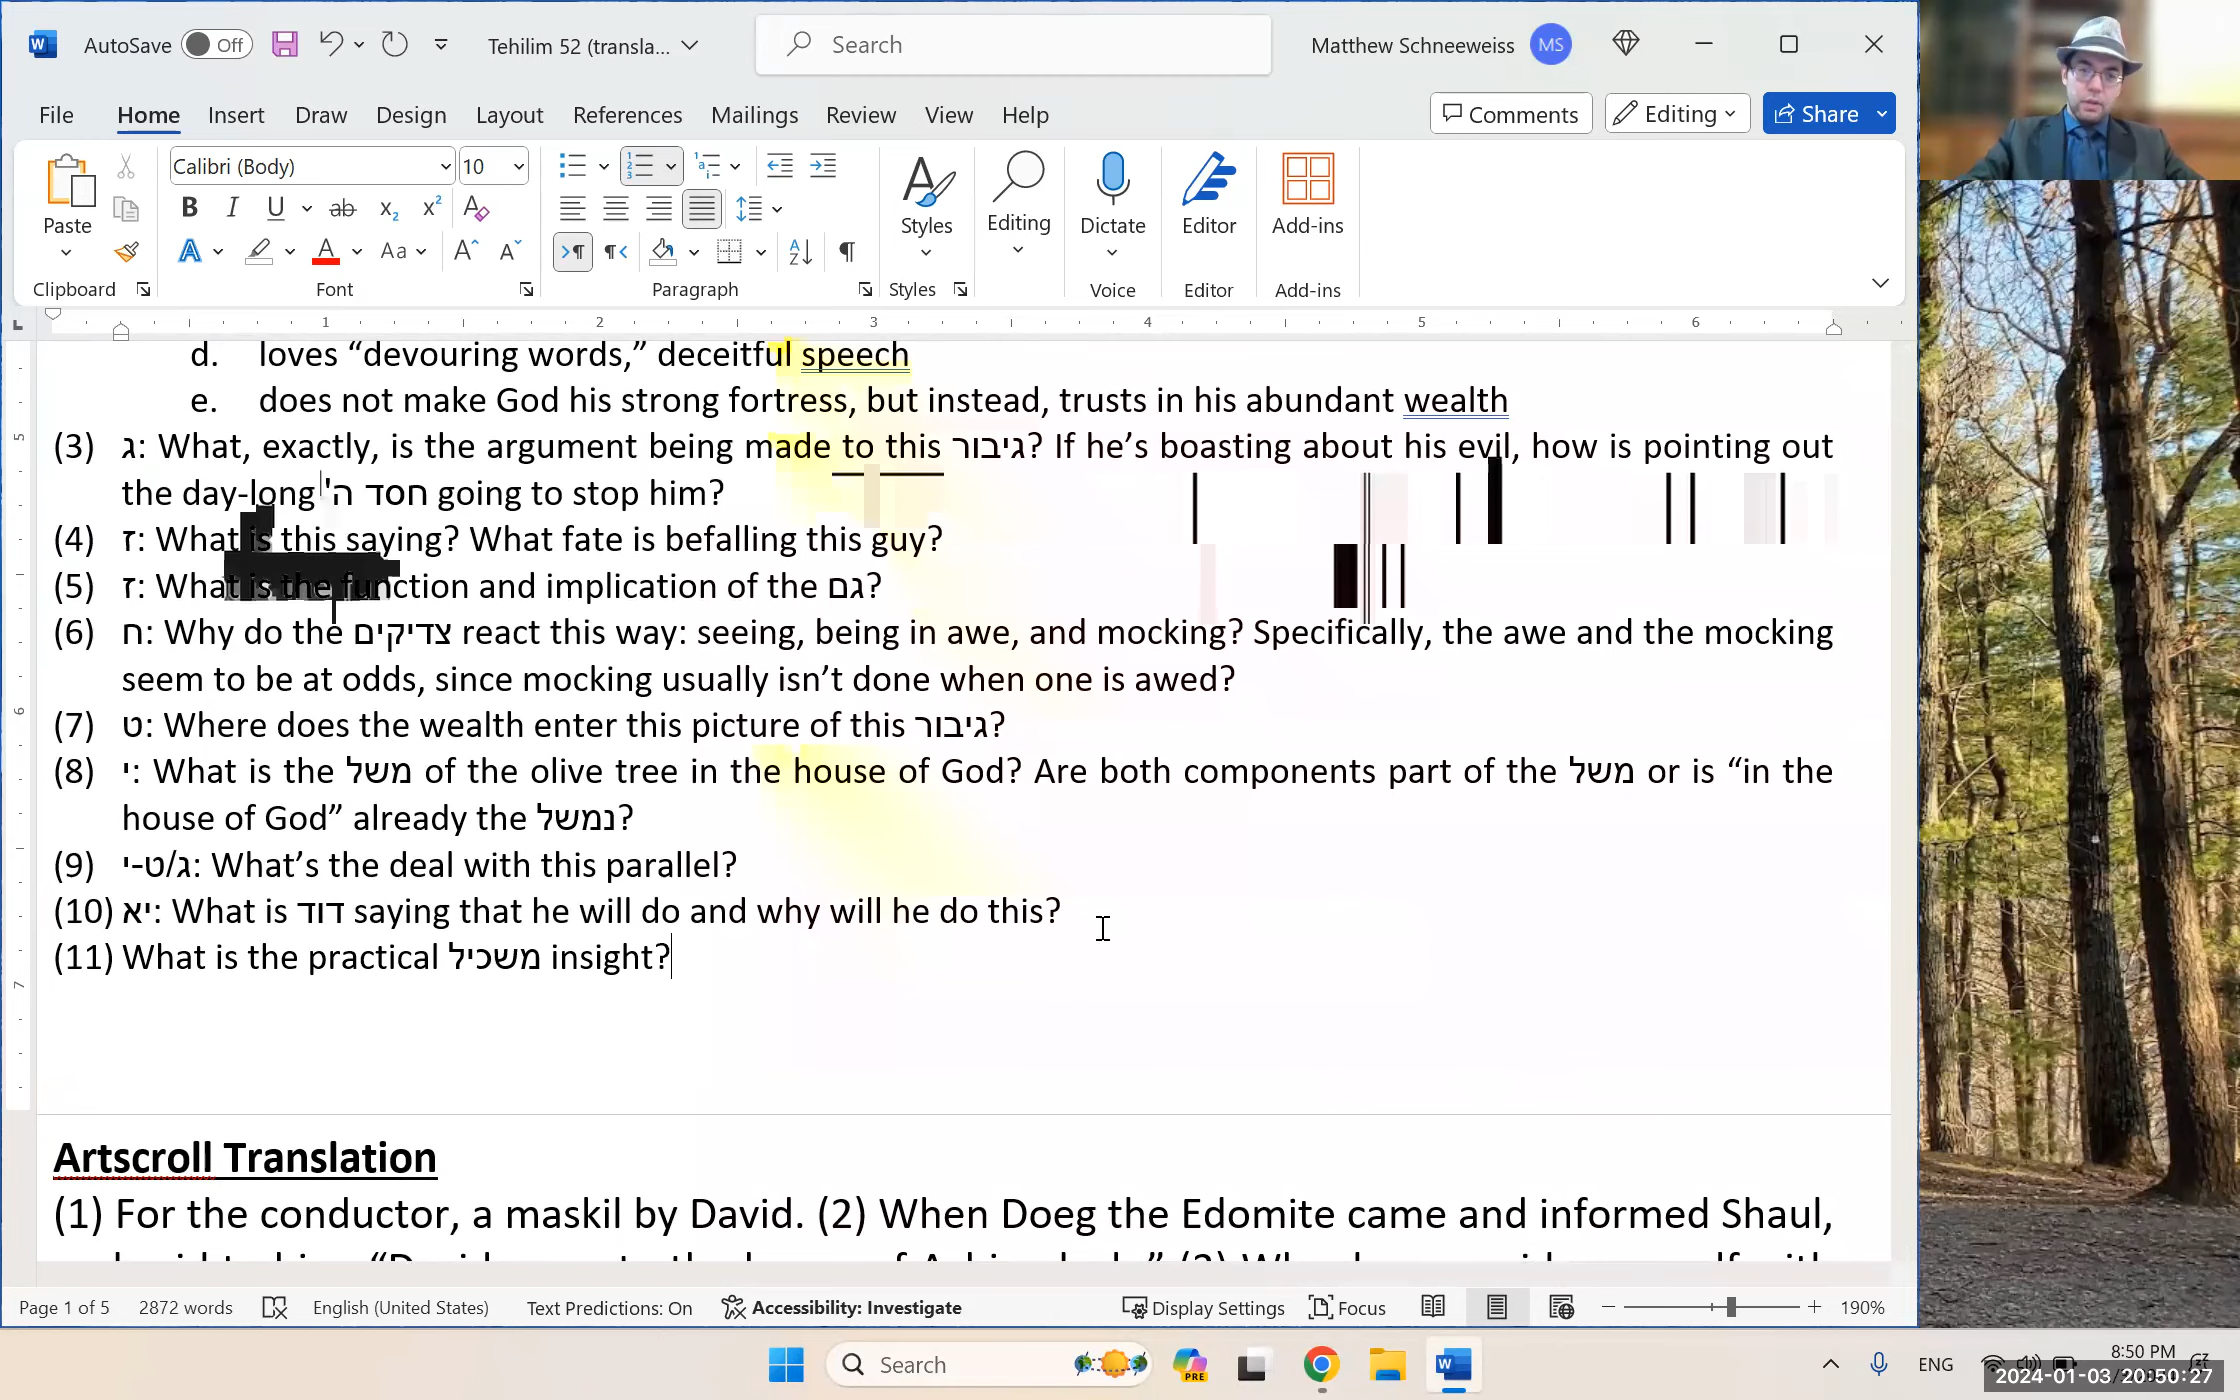 AutoSave Off Tehilim 52 (transla... Search Matthew Schneeweiss MS
File Home Insert Draw Design Layout References Mailings Review View Help Comments Editing Share
Calibri (Body) 10
Paste Styles Editing Dictate Editor Add-ins
Clipboard Font Paragraph Styles Voice Editor Add-ins
1 2 3 4 5 6
d. loves “devouring words,” deceitful speech
e. does not make God his strong fortress, but instead, trusts in his abundant wealth
(3) ג: What, exactly, is the argument being made to this גיבור? If he’s boasting about his evil, how is pointing out
the day-long חסד ה' going to stop him?
(4) ז: What is this saying? What fate is befalling this guy?
(5) ז: What is the function and implication of the גם?
(6) ח: Why do the צדיקים react this way: seeing, being in awe, and mocking? Specifically, the awe and the mocking
seem to be at odds, since mocking usually isn’t done when one is awed?
(7) ט: Where does the wealth enter this picture of this גיבור?
(8) י: What is the משל of the olive tree in the house of God? Are both components part of the משל or is “in the
house of God” already the נמשל?
(9) ג/ט-י: What’s the deal with this parallel?
(10) יא: What is דוד saying that he will do and why will he do this?
(11) What is the practical משכיל insight?
Artscroll Translation
(1) For the conductor, a maskil by David. (2) When Doeg the Edomite came and informed Shaul,
Page 1 of 5 2872 words English (United States) Text Predictions: On Accessibility: Investigate Display Settings Focus 190%
Search PRE ENG 8:50 PM
2024-01-03 20:50:27